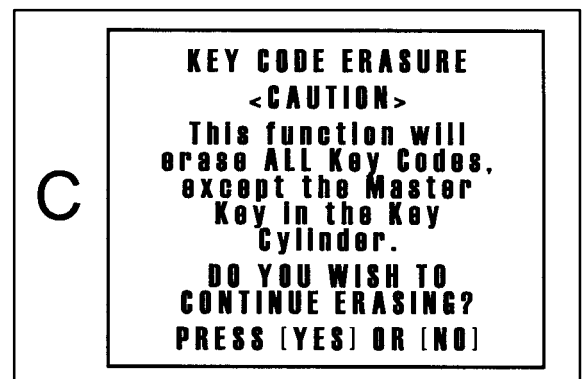 C
KEY CODE ERASURE
<CAUTION>
This function will
erase ALL Key Codes,
except the Master
Key in the Key
Cylinder.
DO YOU WISH TO
CONTINUE ERASING?
PRESS [YES] OR [NO]